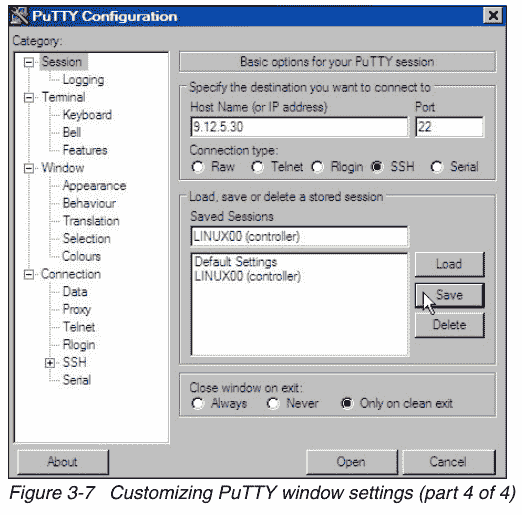 PuTTY Configuration
Category:
Session
Logging
Terminal
Keyboard
Bell
Features
Window
Appearance
Behaviour
Translation
Selection
Colours
Connection
Data
Proxy
Telnet
Rlogin
SSH
Serial
Basic options for your PuTTY session
Specify the destination you want to connect to
Host Name (or IP address) Port
9.12.5.30 22
Connection type:
Raw Telnet Rlogin SSH Serial
Load, save or delete a stored session
Saved Sessions
LINUX00 (controller)
Default Settings
LINUX00 (controller)
Load
Save
Delete
Close window on exit:
Always Never Only on clean exit
About Open Cancel
Figure 3-7 Customizing PuTTY window settings (part 4 of 4)